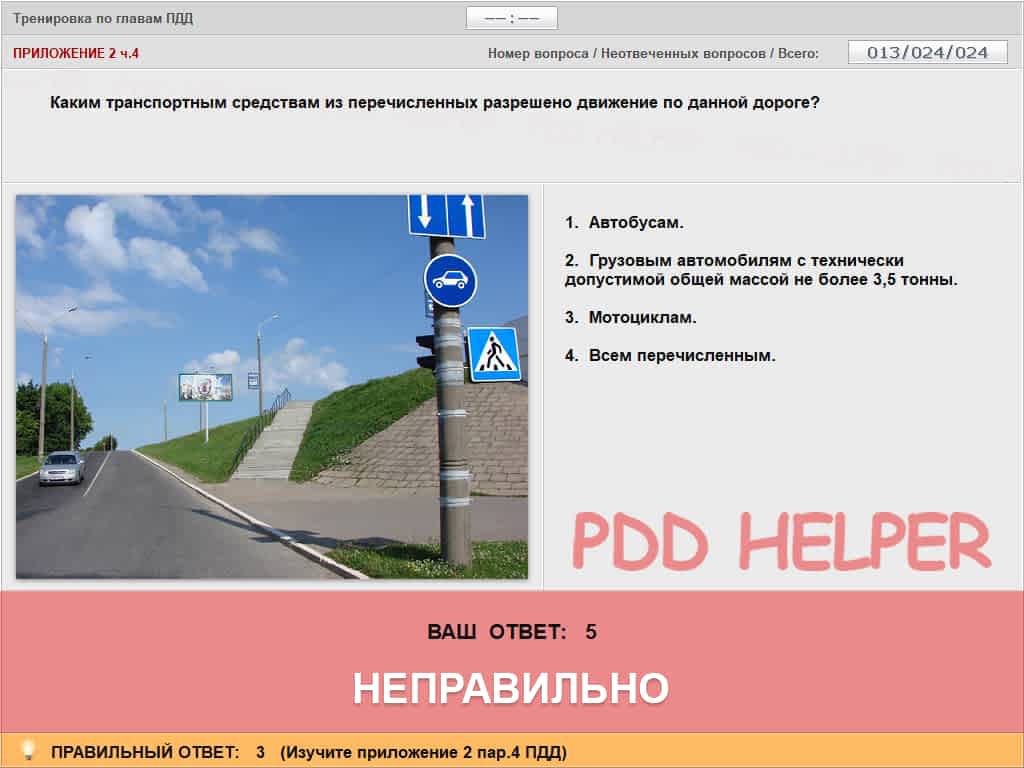 Тренировка по главам ПДД
—— : ——
ПРИЛОЖЕНИЕ 2 ч.4
Номер вопроса / Неотвеченных вопросов / Всего: 013/024/024
Каким транспортным средствам из перечисленных разрешено движение по данной дороге?
1. Автобусам.
2. Грузовым автомобилям с технически
допустимой общей массой не более 3,5 тонны.
3. Мотоциклам.
4. Всем перечисленным.
PDD HELPER
ВАШ ОТВЕТ: 5
НЕПРАВИЛЬНО
ПРАВИЛЬНЫЙ ОТВЕТ: 3 (Изучите приложение 2 пар.4 ПДД)